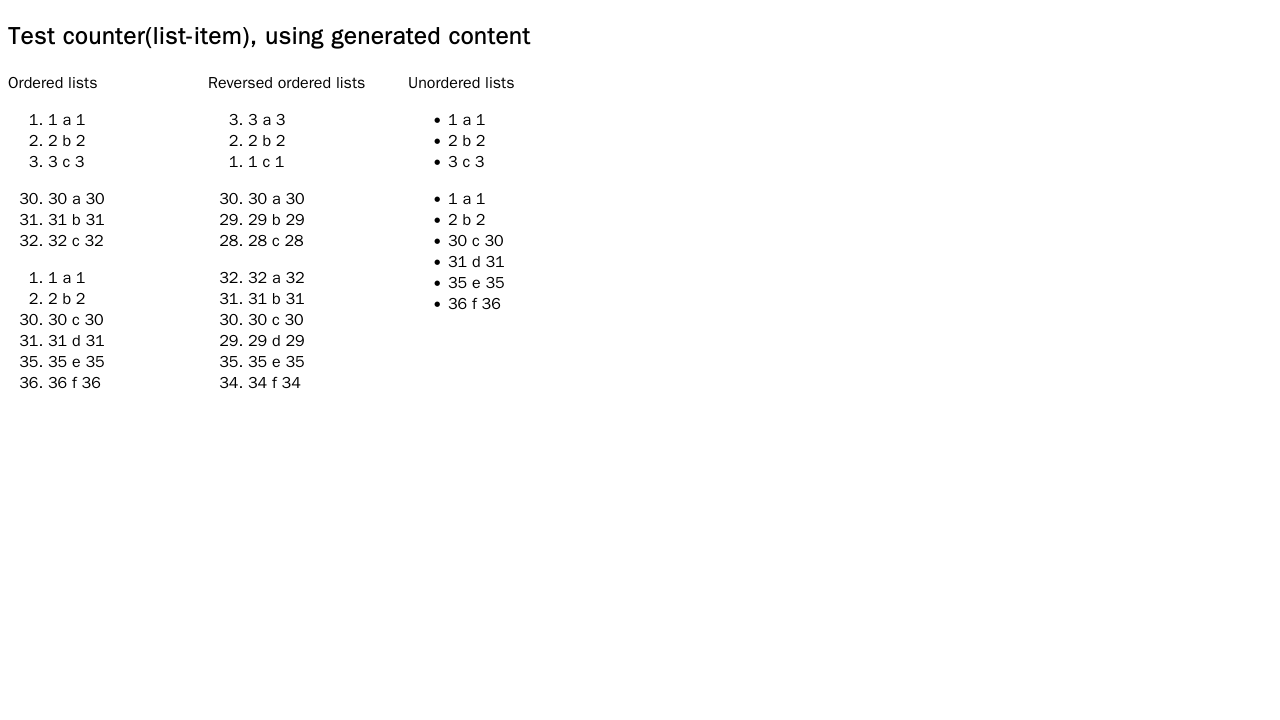 Test counter(list-item), using generated content
Ordered lists
1. 1 a 1
2. 2 b 2
3. 3 c 3
30. 30 a 30
31. 31 b 31
32. 32 c 32
1. 1 a 1
2. 2 b 2
30. 30 c 30
31. 31 d 31
35. 35 e 35
36. 36 f 36
Reversed ordered lists
3. 3 a 3
2. 2 b 2
1. 1 c 1
30. 30 a 30
29. 29 b 29
28. 28 c 28
32. 32 a 32
31. 31 b 31
30. 30 c 30
29. 29 d 29
35. 35 e 35
34. 34 f 34
Unordered lists
• 1 a 1
• 2 b 2
• 3 c 3
• 1 a 1
• 2 b 2
• 30 c 30
• 31 d 31
• 35 e 35
• 36 f 36